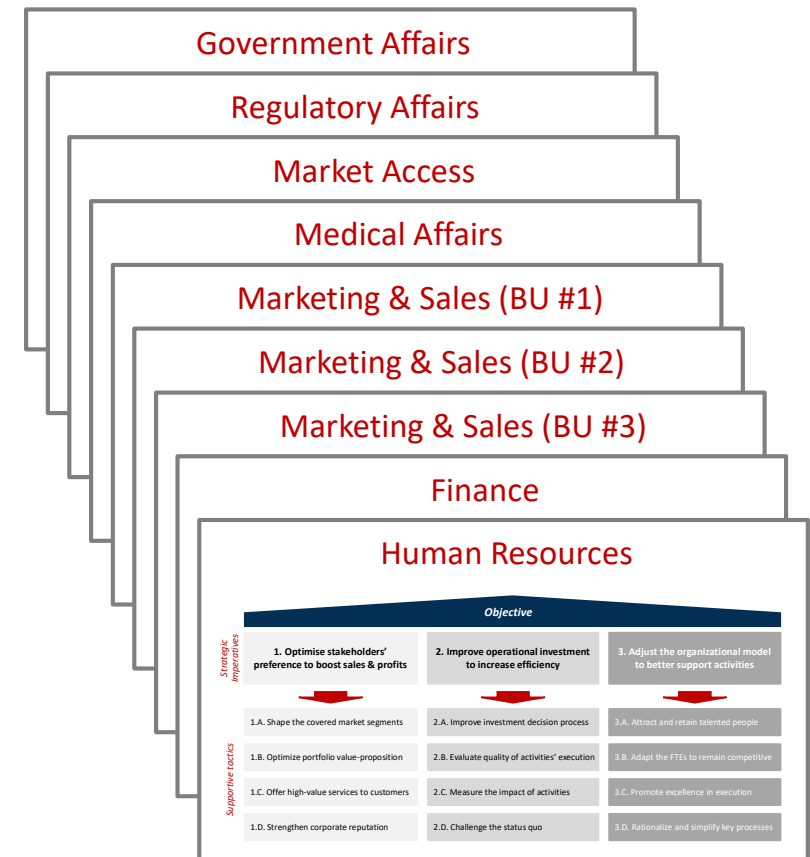 Government Affairs
Regulatory Affairs
Market Access
Medical Affairs
Marketing & Sales (BU #1)
Marketing & Sales (BU #2)
Marketing & Sales (BU #3)
Finance
Human Resources
Objective
Strategic
Imperatives
1. Optimise stakeholders’
preference to boost sales & profits
2. Improve operational investment
to increase efficiency
3. Adjust the organizational model
to better support activities
Supportive tactics
1.A. Shape the covered market segments
2.A. Improve investment decision process
3.A. Attract and retain talented people
1.B. Optimize portfolio value-proposition
2.B. Evaluate quality of activities’ execution
3.B. Adapt the FTEs to remain competitive
1.C. Offer high-value services to customers
2.C. Measure the impact of activities
3.C. Promote excellence in execution
1.D. Strengthen corporate reputation
2.D. Challenge the status quo
3.D. Rationalize and simplify key processes